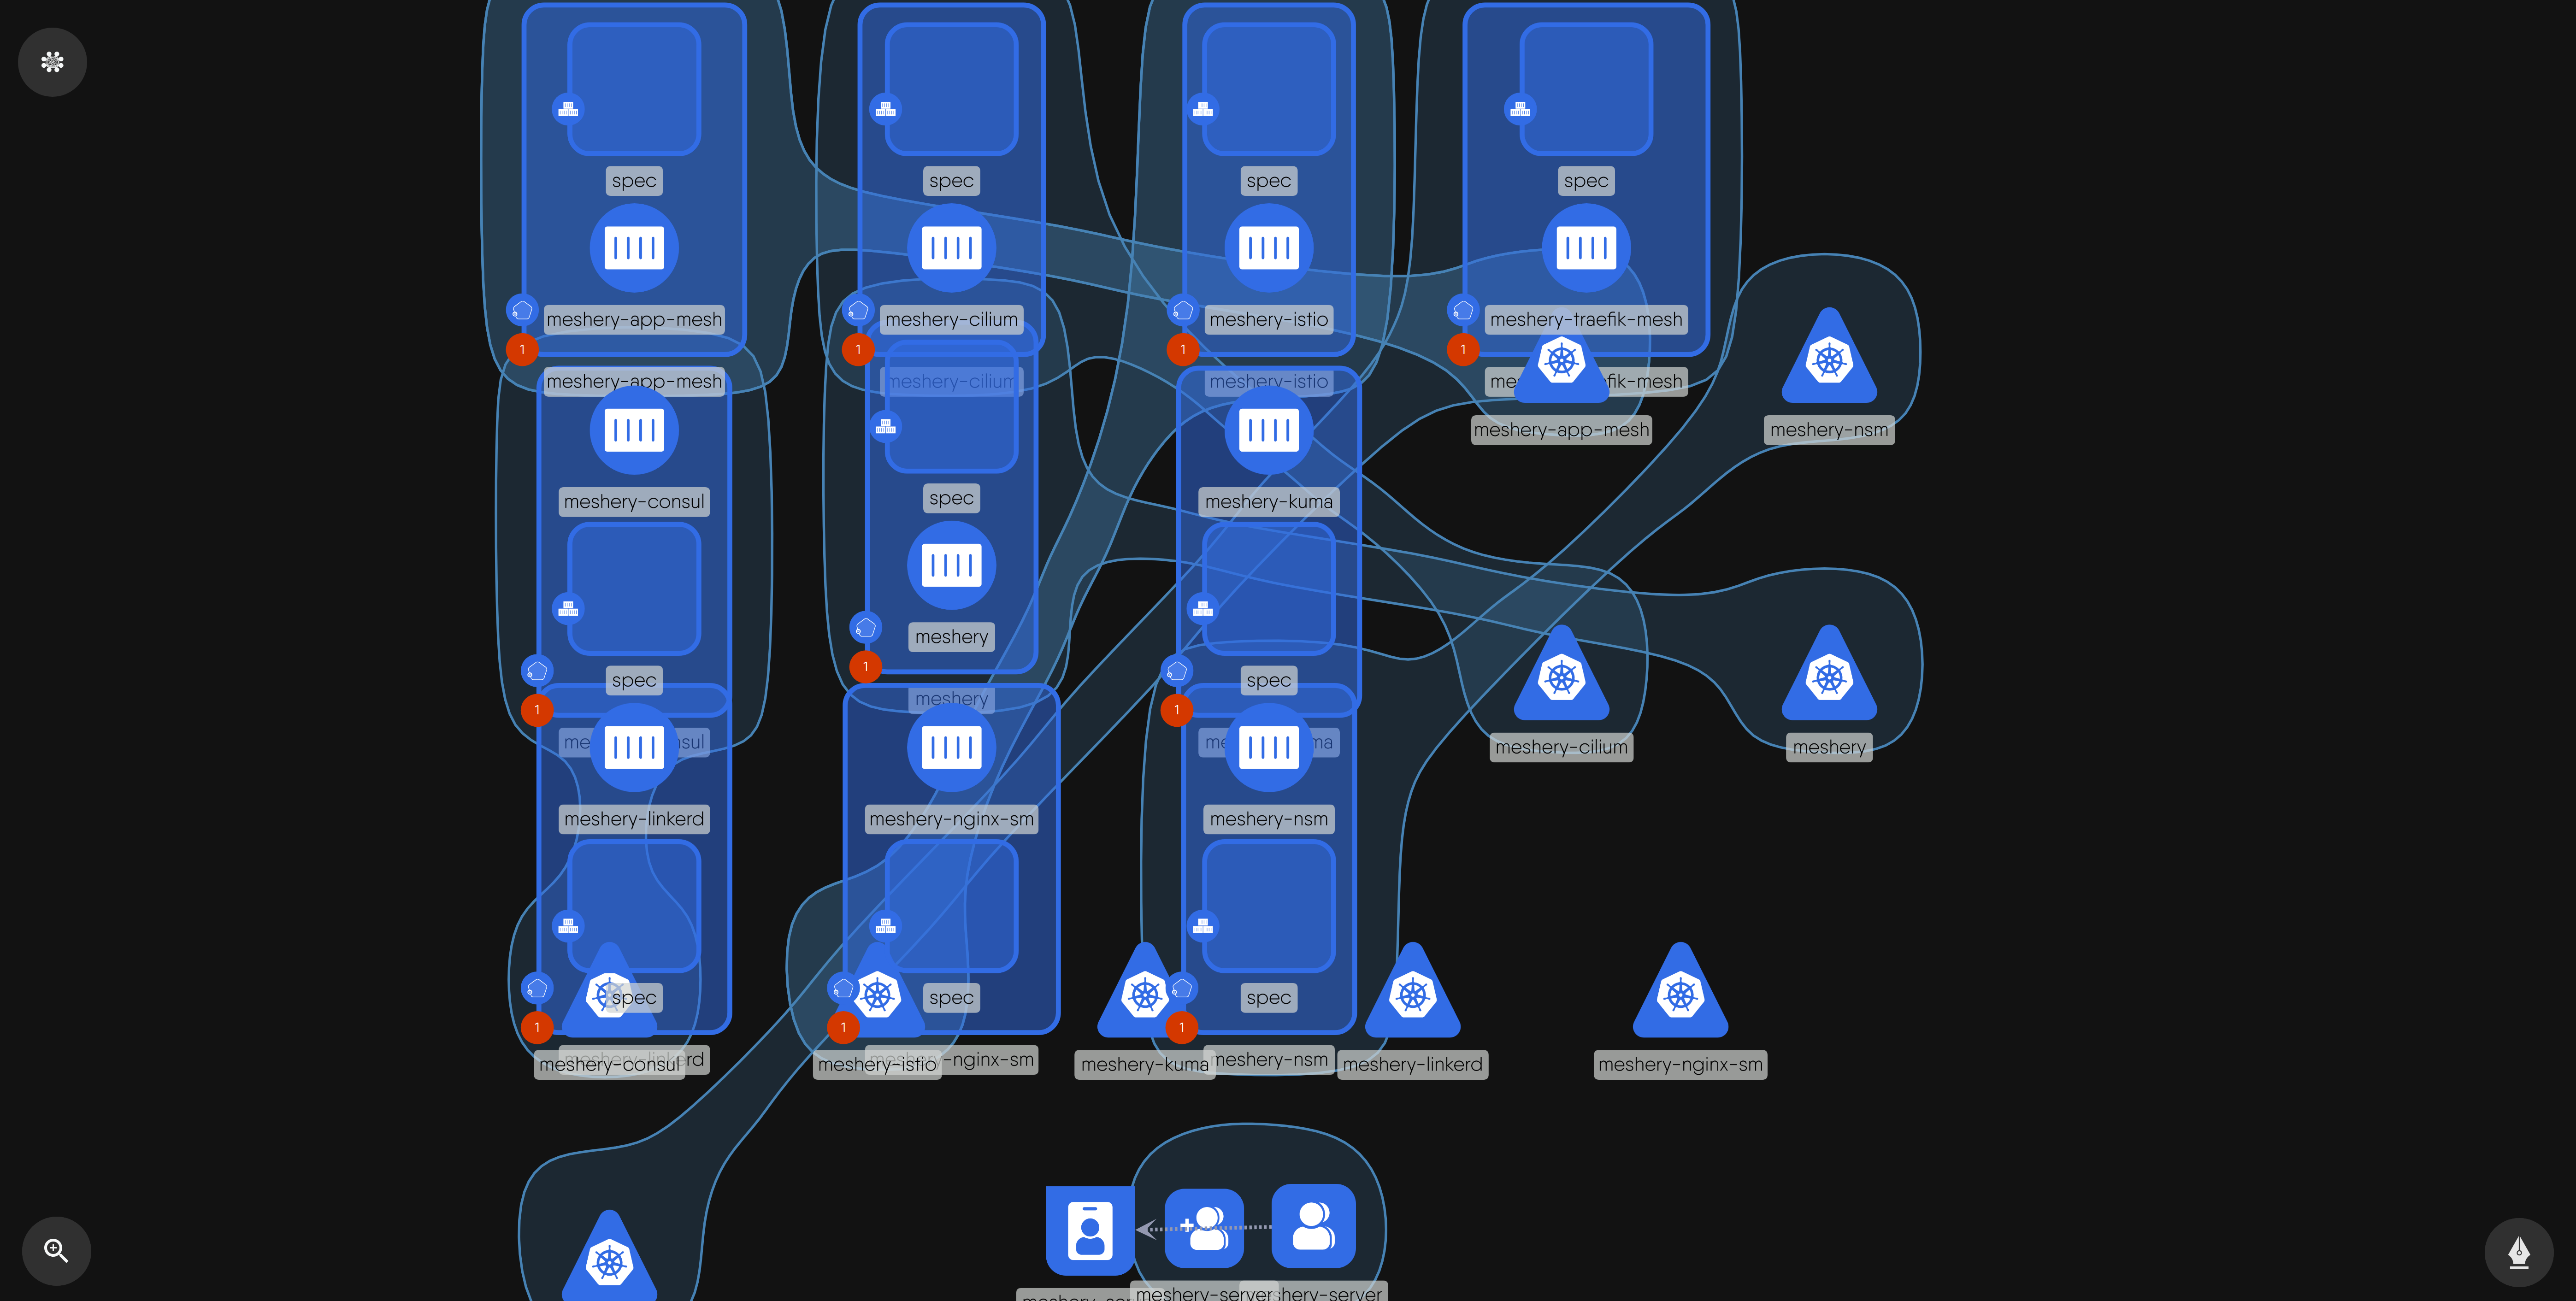 spec
spec
spec
spec
meshery-app-mesh
meshery-cilium
meshery-istio
meshery-traefik-mesh
1
1
1
1
meshery-app-mesh
meshery-cilium
meshery-istio
me fik-mesh
meshery-app-mesh
meshery-nsm
spec
meshery-consul
meshery-kuma
meshery
1
spec
spec
meshery
1
1
me sul
me ma
meshery-cilium
meshery
meshery-linkerd
meshery-nginx-sm
meshery-nsm
spec
spec
spec
1
1
1
meshery-consul
rd
meshery-istio
-nginx-sm
meshery-kuma
meshery-nsm
meshery-linkerd
meshery-nginx-sm
meshery-server
hery-server